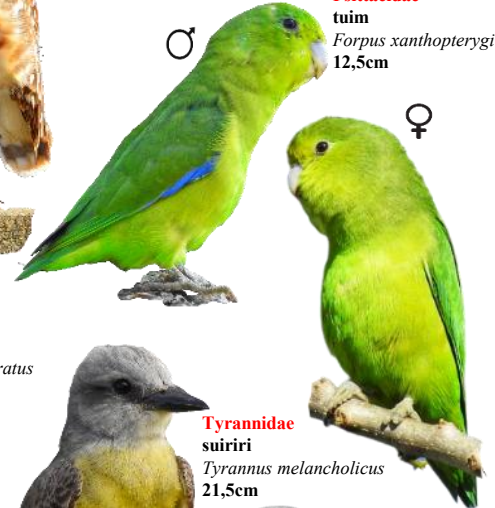 tuim
Forpus xanthopterygi
12,5cm
♂
♀
ratus
Tyrannidae
suiriri
Tyrannus melancholicus
21,5cm